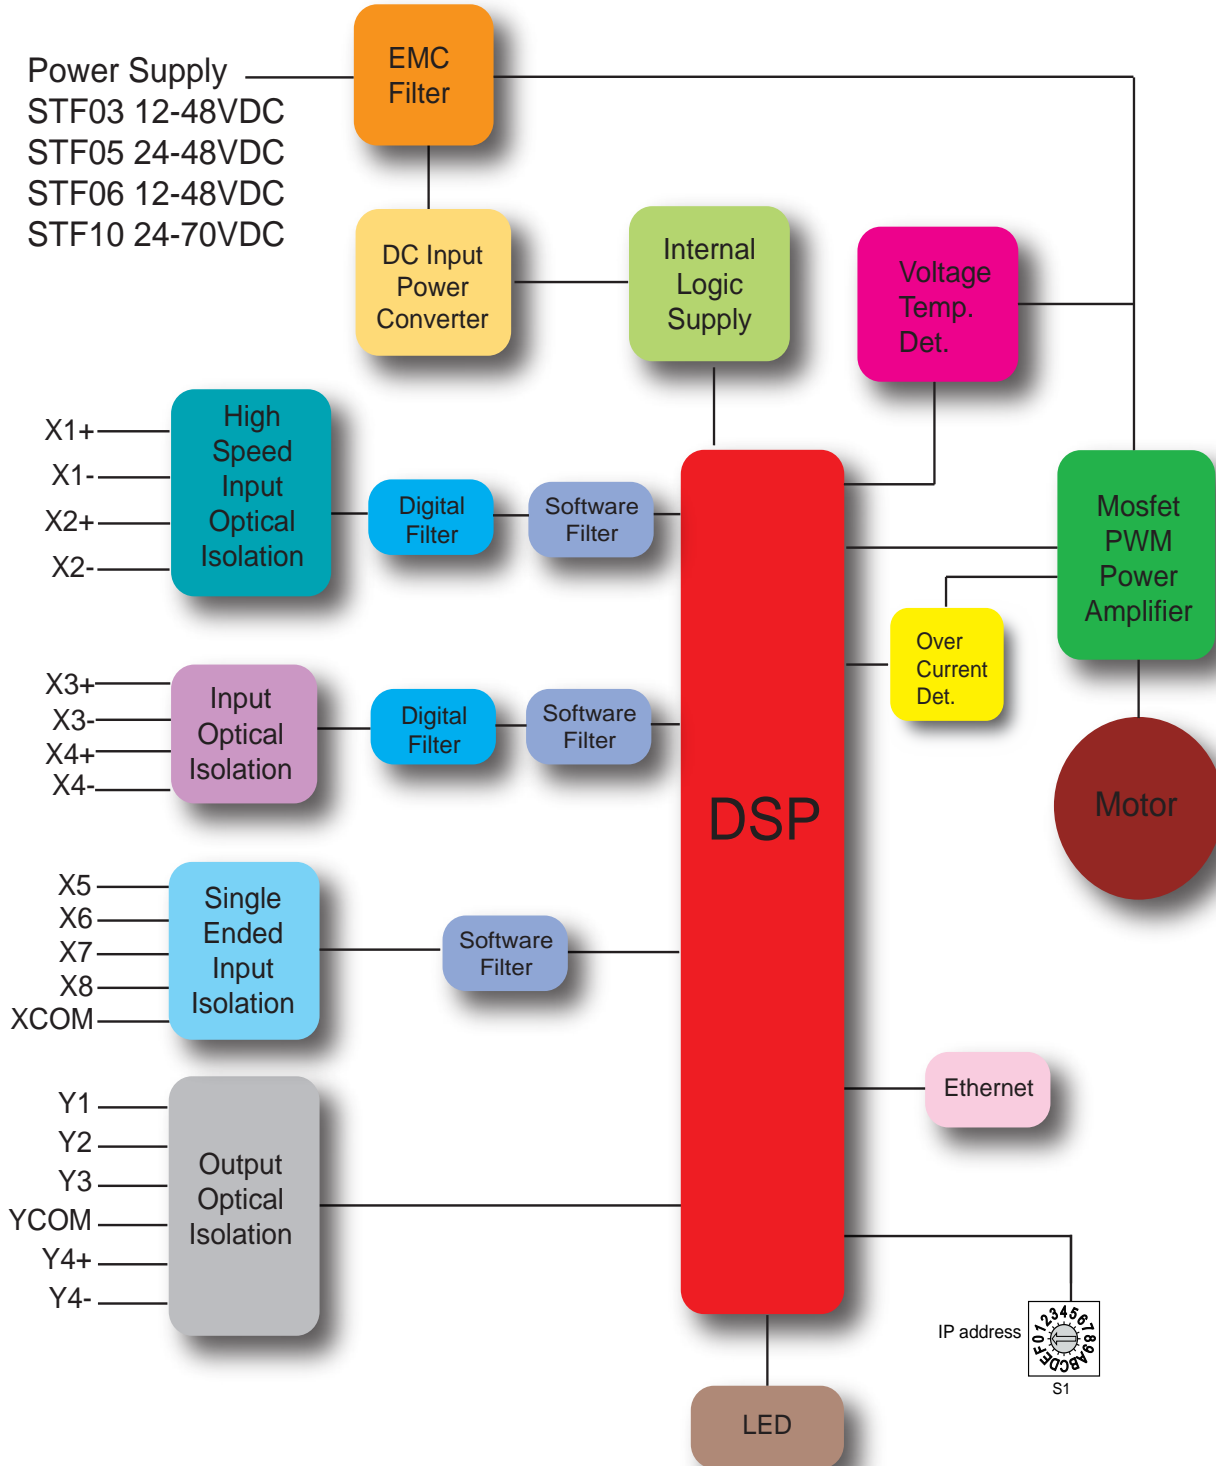 EMC
Filter
Power Supply
STF03 12-48VDC
STF05 24-48VDC
STF06 12-48VDC
STF10 24-70VDC
DC Input
Power
Converter
Internal
Logic
Supply
Voltage
Temp.
Det.
X1+
X1-
X2+
X2-
High
Speed
Input
Optical
Isolation
Digital
Filter
Software
Filter
Mosfet
PWM
Power
Amplifier
Over
Current
Det.
X3+
X3-
X4+
X4-
Input
Optical
Isolation
Digital
Filter
Software
Filter
DSP
Motor
X5
X6
X7
X8
XCOM
Single
Ended
Input
Isolation
Software
Filter
Ethernet
Y1
Y2
Y3
YCOM
Y4+
Y4-
Output
Optical
Isolation
IP address
0123456789ABCDEF
S1
LED